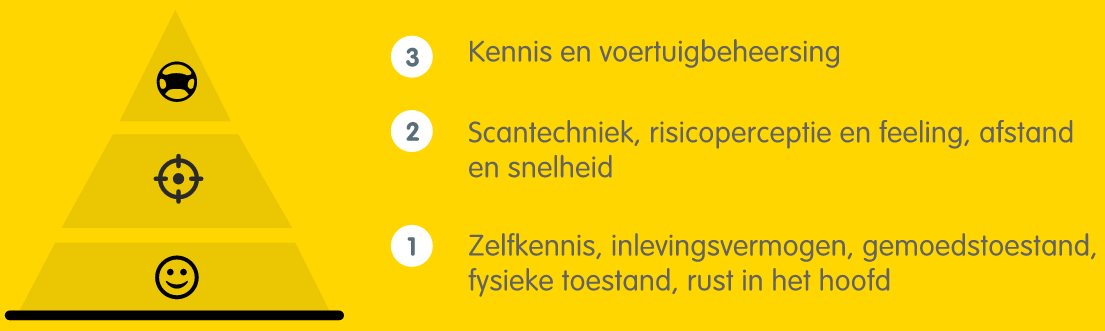 3 Kennis en voertuigbeheersing
2 Scantechniek, risicoperceptie en feeling, afstand
en snelheid
1 Zelfkennis, inlevingsvermogen, gemoedstoestand,
fysieke toestand, rust in het hoofd